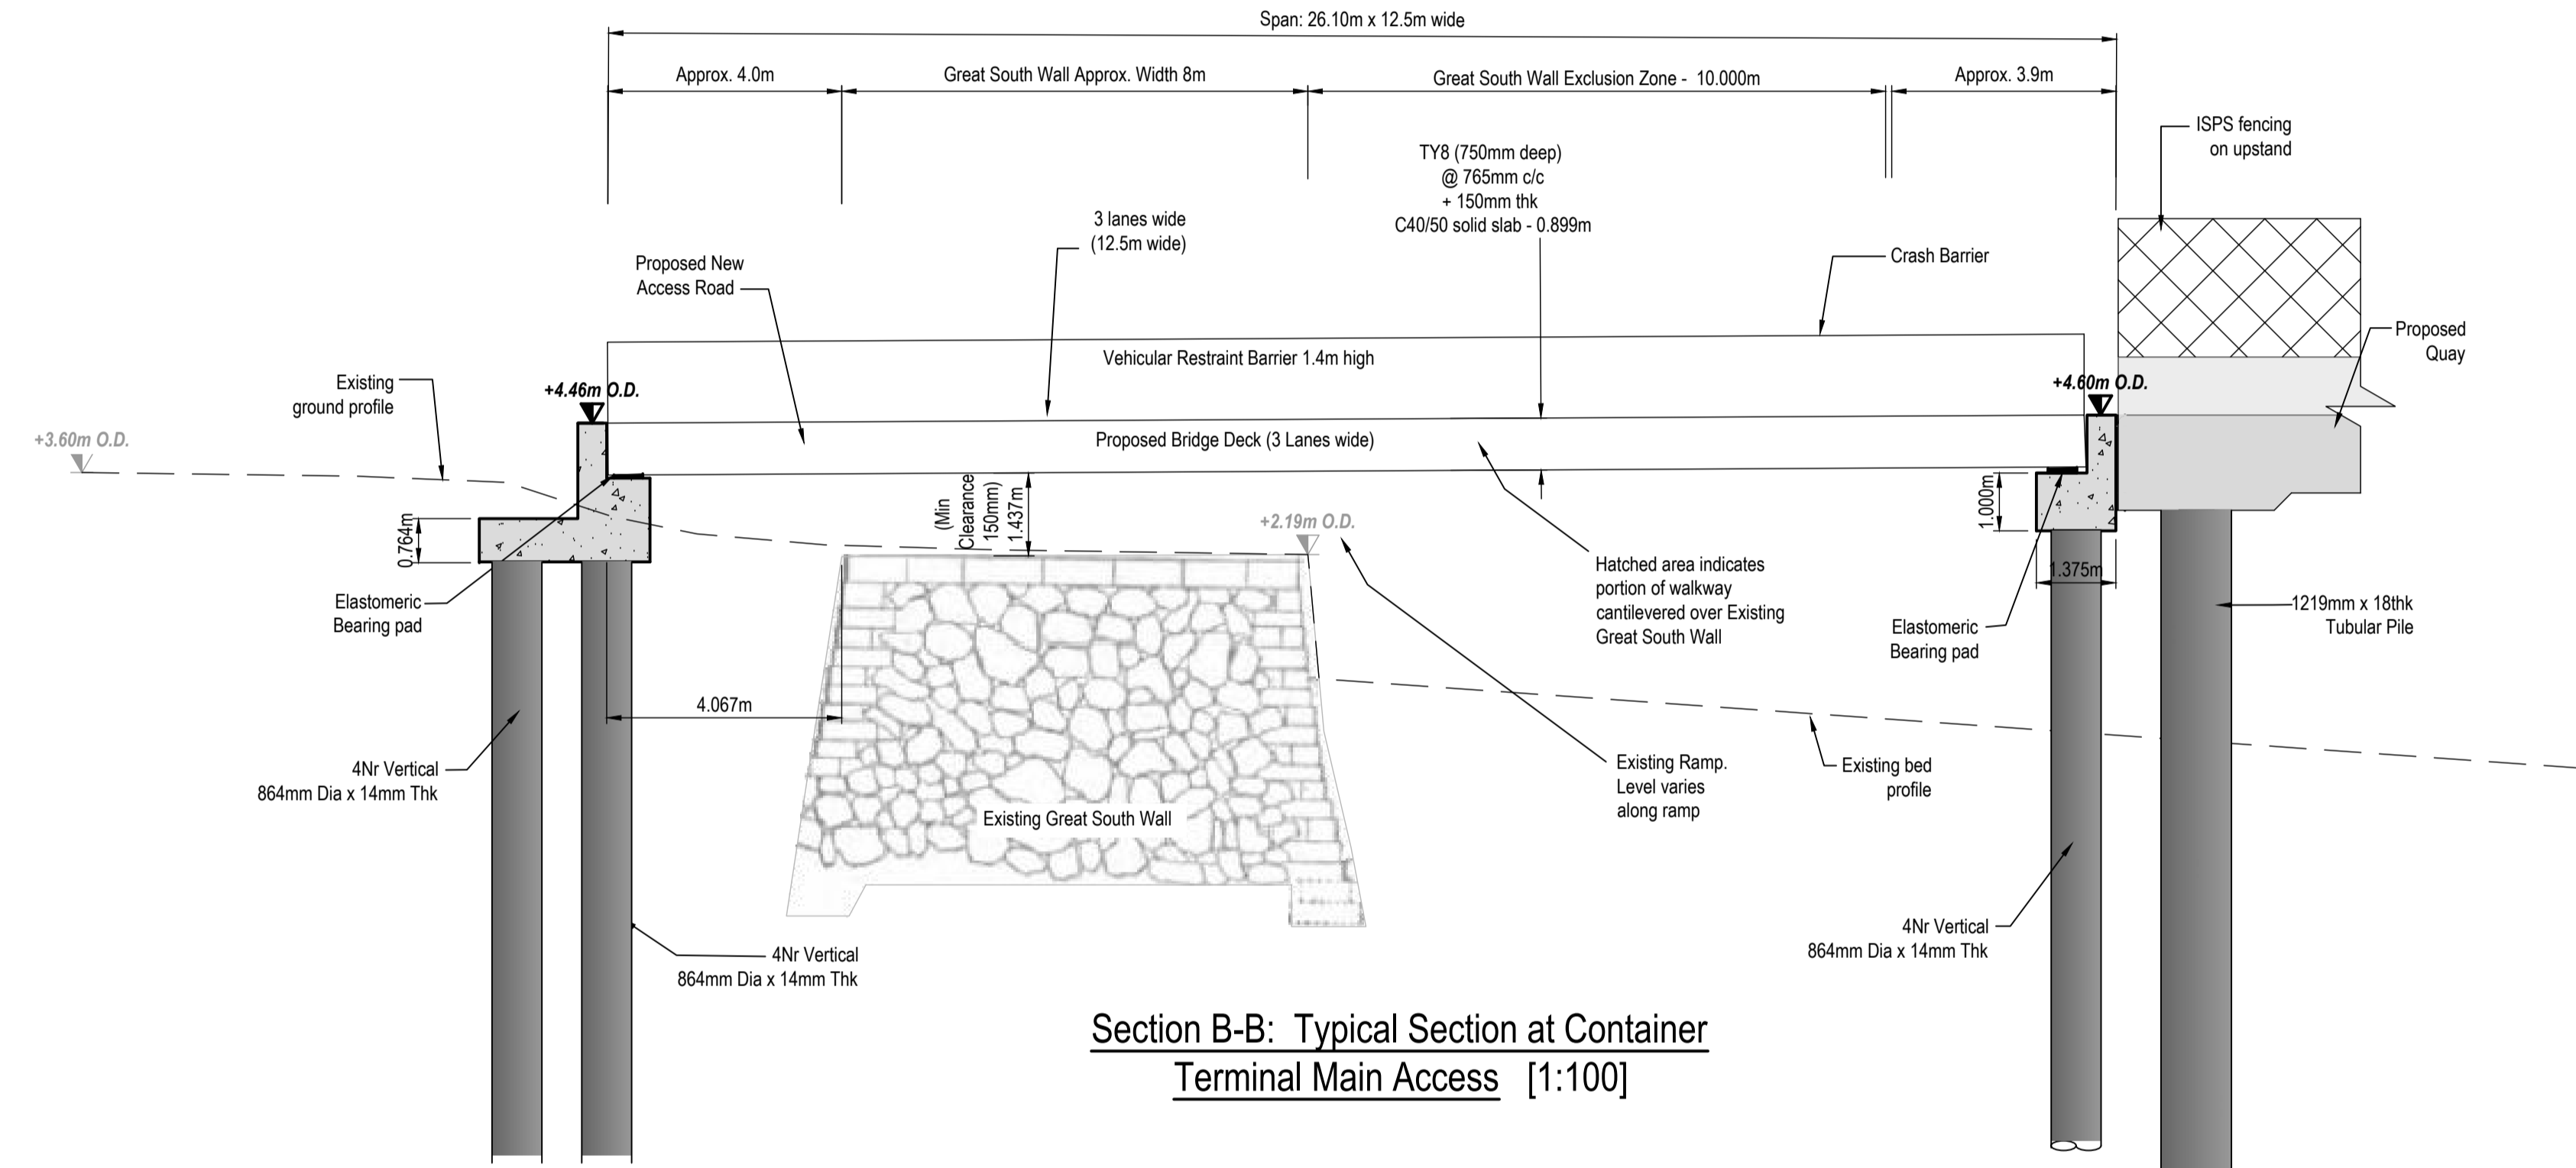 Span: 26.10m x 12.5m wide
Approx. 4.0m
Great South Wall Approx. Width 8m
Great South Wall Exclusion Zone - 10.000m
Approx. 3.9m
ISPS fencing
on upstand
TY8 (750mm deep)
@ 765mm c/c
+ 150mm thk
C40/50 solid slab - 0.899m
3 lanes wide
(12.5m wide)
Proposed New
Access Road
Crash Barrier
Proposed
Quay
Vehicular Restraint Barrier 1.4m high
Existing
ground profile
+4.46m O.D.
+4.60m O.D.
+3.60m O.D.
Proposed Bridge Deck (3 Lanes wide)
(Min
Clearance
150mm)
1.437m
+2.19m O.D.
0.764m
1.000m
1.375m
Hatched area indicates
portion of walkway
cantilevered over Existing
Great South Wall
Elastomeric
Bearing pad
Elastomeric
Bearing pad
1219mm x 18thk
Tubular Pile
4.067m
4Nr Vertical
864mm Dia x 14mm Thk
Existing Ramp.
Level varies
along ramp
Existing bed
profile
Existing Great South Wall
4Nr Vertical
864mm Dia x 14mm Thk
4Nr Vertical
864mm Dia x 14mm Thk
Section B-B: Typical Section at Container
Terminal Main Access [1:100]